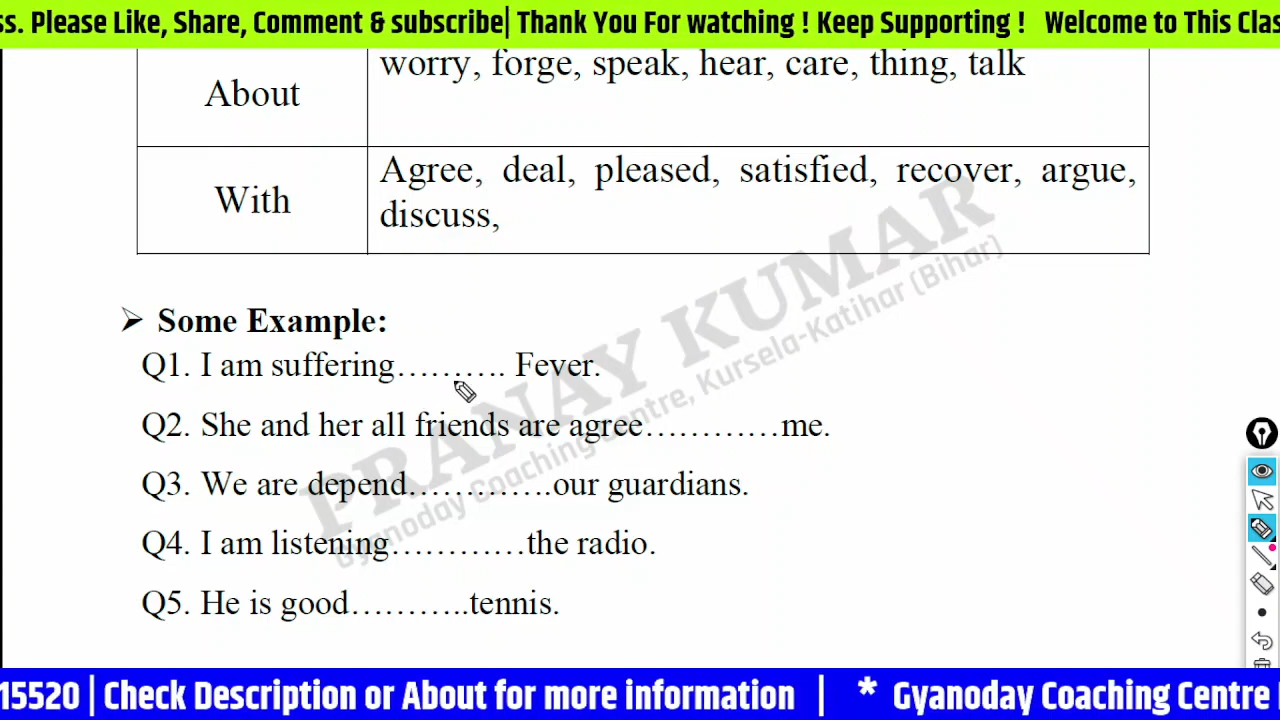 ss. Please Like, Share, Comment & subscribe| Thank You For watching ! Keep Supporting ! Welcome to This Clas
worry, forge, speak, hear, care, thing, talk
About
Agree, deal, pleased, satisfied, recover, argue,
With
discuss,
PRANAY KUMAR
Gyanoday Coaching Centre, Kursela-Katihar (Bihar)
➢ Some Example:
Q1. I am suffering.......... Fever.
Q2. She and her all friends are agree............me.
Q3. We are depend.............our guardians.
Q4. I am listening............the radio.
Q5. He is good...........tennis.
15520 | Check Description or About for more information | * Gyanoday Coaching Centre